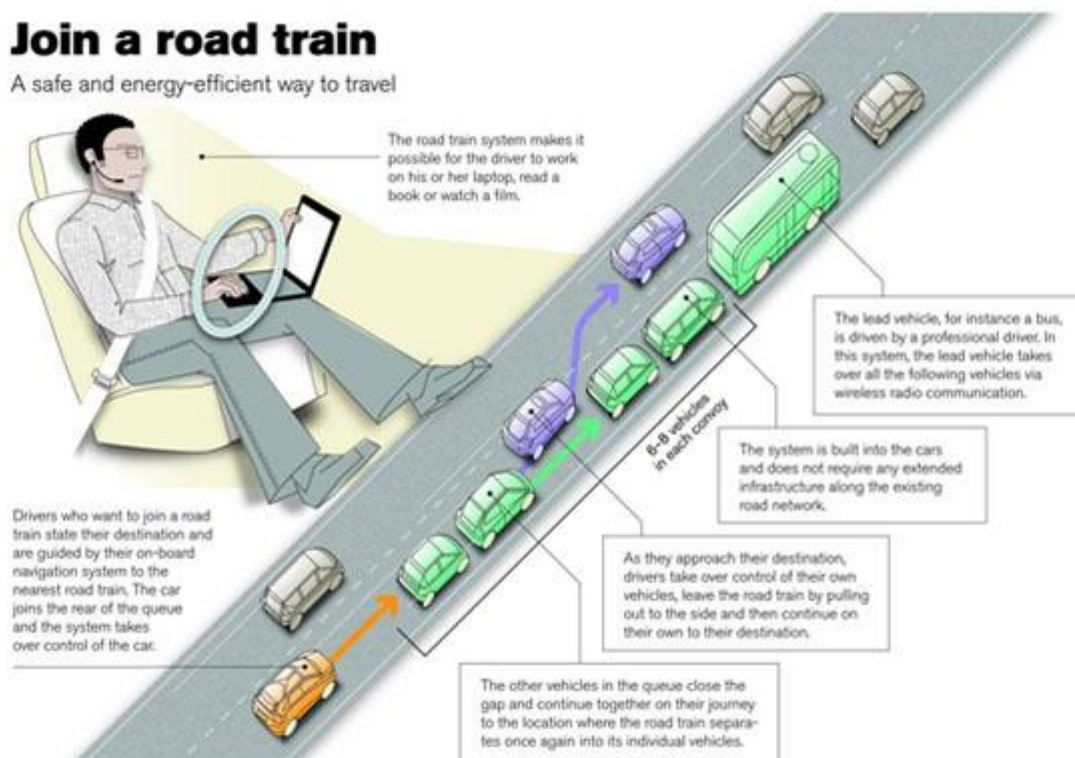 Join a road train
A safe and energy-efficient way to travel
The road train system makes it
possible for the driver to work
on his or her laptop, read a
book or watch a film.
The lead vehicle, for instance a bus,
is driven by a professional driver. In
this system, the lead vehicle takes
over all the following vehicles via
wireless radio communication.
6–8 vehicles
in each convoy
The system is built into the cars
and does not require any extended
infrastructure along the existing
road network.
Drivers who want to join a road
train state their destination and
are guided by their on-board
navigation system to the
nearest road train. The car
joins the rear of the queue
and the system takes
over control of the car.
As they approach their destination,
drivers take over control of their own
vehicles, leave the road train by pulling
out to the side and then continue on
their own to their destination.
The other vehicles in the queue close the
gap and continue together on their journey
to the location where the road train separa-
tes once again into its individual vehicles.